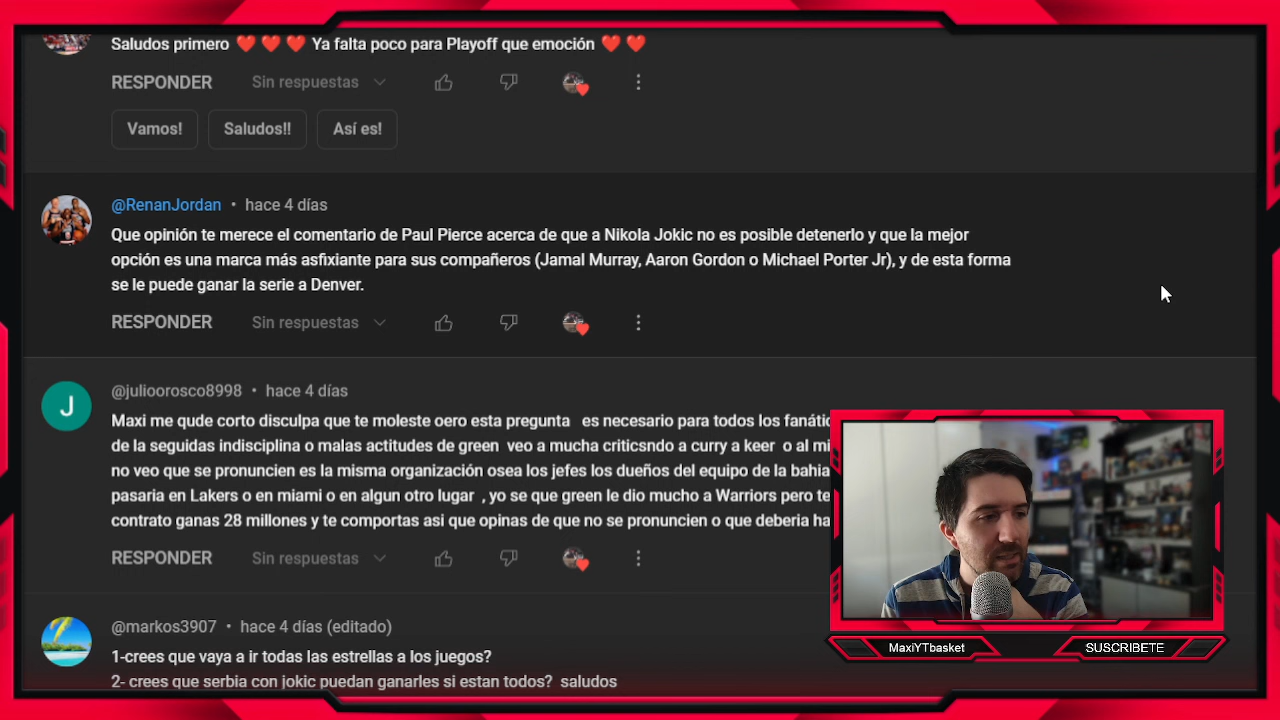 Saludos primero ❤️ ❤️ ❤️ Ya falta poco para Playoff que emoción ❤️ ❤️
RESPONDER Sin respuestas
Vamos! Saludos!! Así es!
@RenanJordan • hace 4 días
Que opinión te merece el comentario de Paul Pierce acerca de que a Nikola Jokic no es posible detenerlo y que la mejor
opción es una marca más asfixiante para sus compañeros (Jamal Murray, Aaron Gordon o Michael Porter Jr), y de esta forma
se le puede ganar la serie a Denver.
RESPONDER Sin respuestas
@julioorosco8998 • hace 4 días
J
Maxi me qude corto disculpa que te moleste oero esta pregunta es necesario para todos los fanátic
de la seguidas indisciplina o malas actitudes de green veo a mucha criticsndo a curry a keer o al mi
no veo que se pronuncien es la misma organización osea los jefes los dueños del equipo de la bahia
pasaria en Lakers o en miami o en algun otro lugar , yo se que green le dio mucho a Warriors pero te
contrato ganas 28 millones y te comportas asi que opinas de que no se pronuncien o que deberia ha
RESPONDER Sin respuestas
@markos3907 • hace 4 días (editado)
1-crees que vaya a ir todas las estrellas a los juegos?
2- crees que serbia con jokic puedan ganarles si estan todos? saludos
MaxiYTbasket SUSCRIBETE